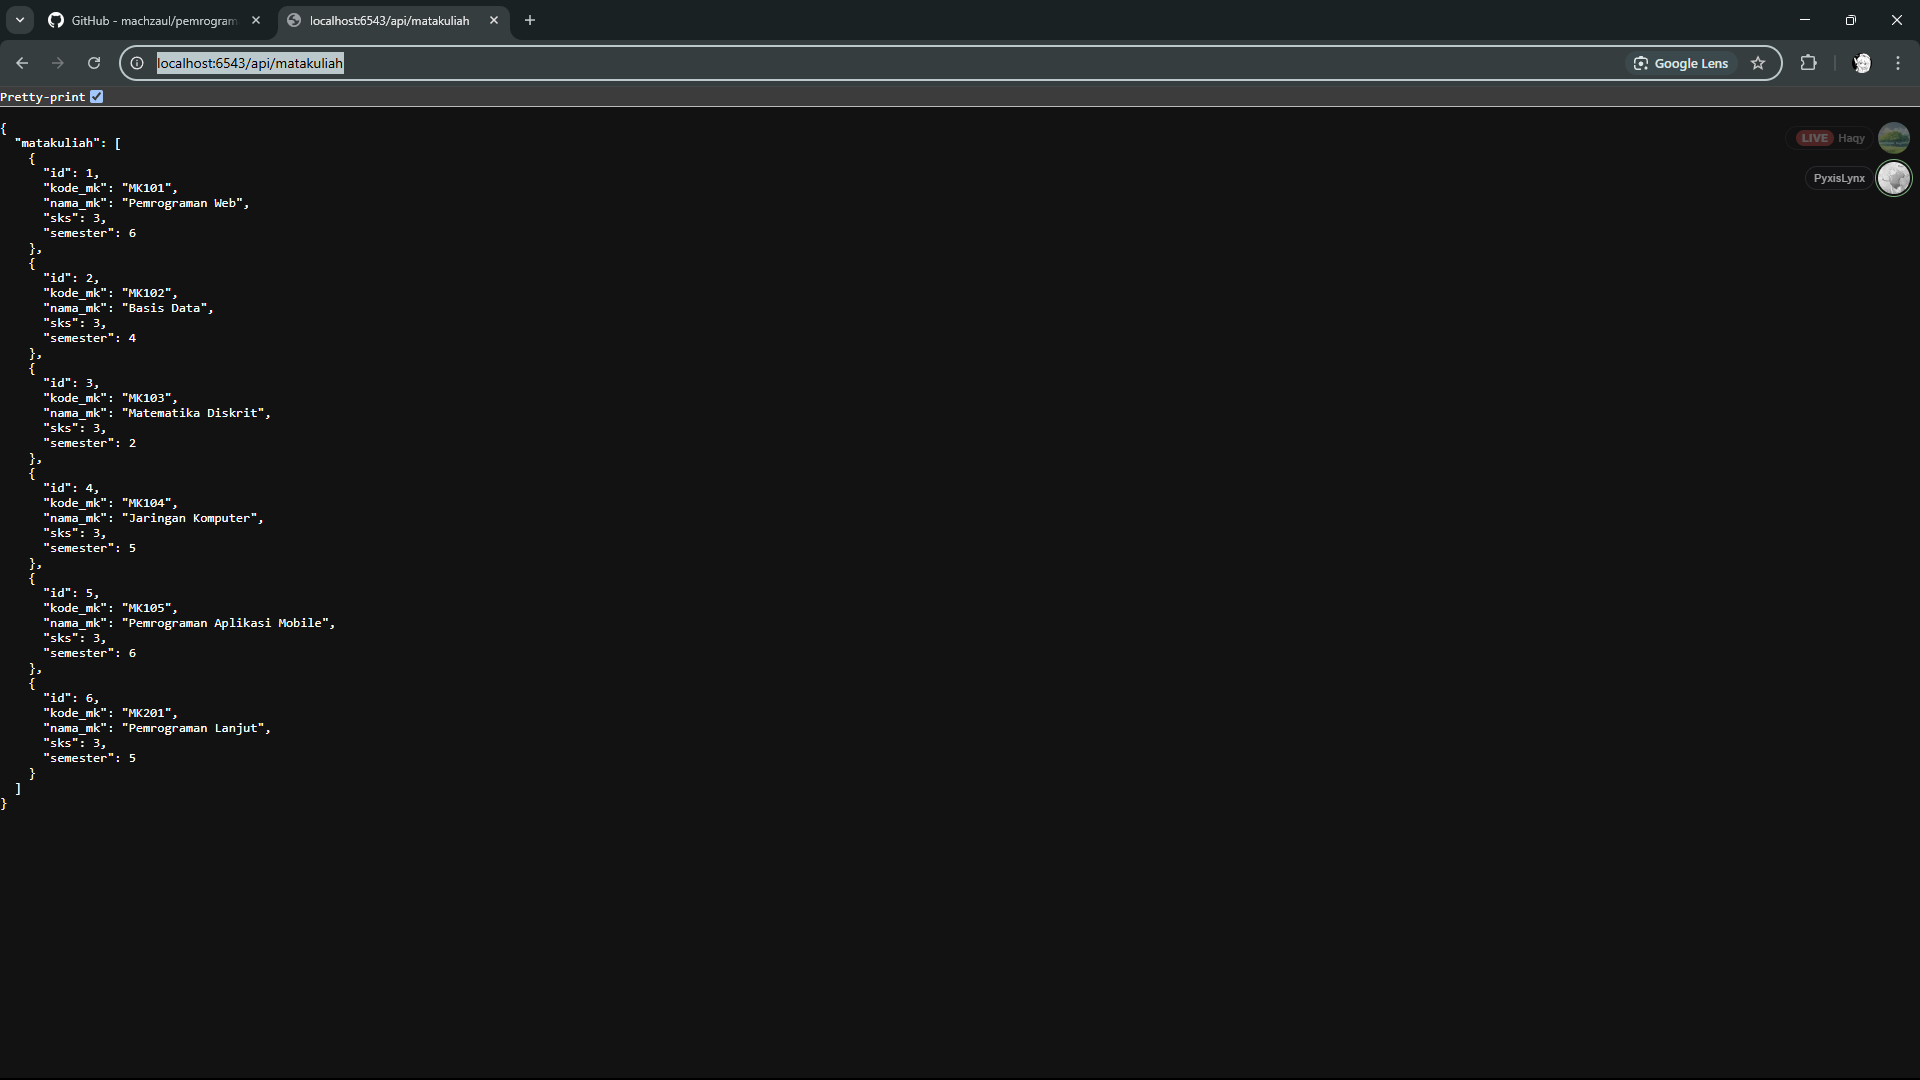 GitHub - machzaul/pemrogram
localhost:6543/api/matakuliah
localhost:6543/api/matakuliah
Google Lens
Pretty-print
{
  "matakuliah": [
    {
      "id": 1,
      "kode_mk": "MK101",
      "nama_mk": "Pemrograman Web",
      "sks": 3,
      "semester": 6
    },
    {
      "id": 2,
      "kode_mk": "MK102",
      "nama_mk": "Basis Data",
      "sks": 3,
      "semester": 4
    },
    {
      "id": 3,
      "kode_mk": "MK103",
      "nama_mk": "Matematika Diskrit",
      "sks": 3,
      "semester": 2
    },
    {
      "id": 4,
      "kode_mk": "MK104",
      "nama_mk": "Jaringan Komputer",
      "sks": 3,
      "semester": 5
    },
    {
      "id": 5,
      "kode_mk": "MK105",
      "nama_mk": "Pemrograman Aplikasi Mobile",
      "sks": 3,
      "semester": 6
    },
    {
      "id": 6,
      "kode_mk": "MK201",
      "nama_mk": "Pemrograman Lanjut",
      "sks": 3,
      "semester": 5
    }
  ]
}
LIVE Haqy
PyxisLynx